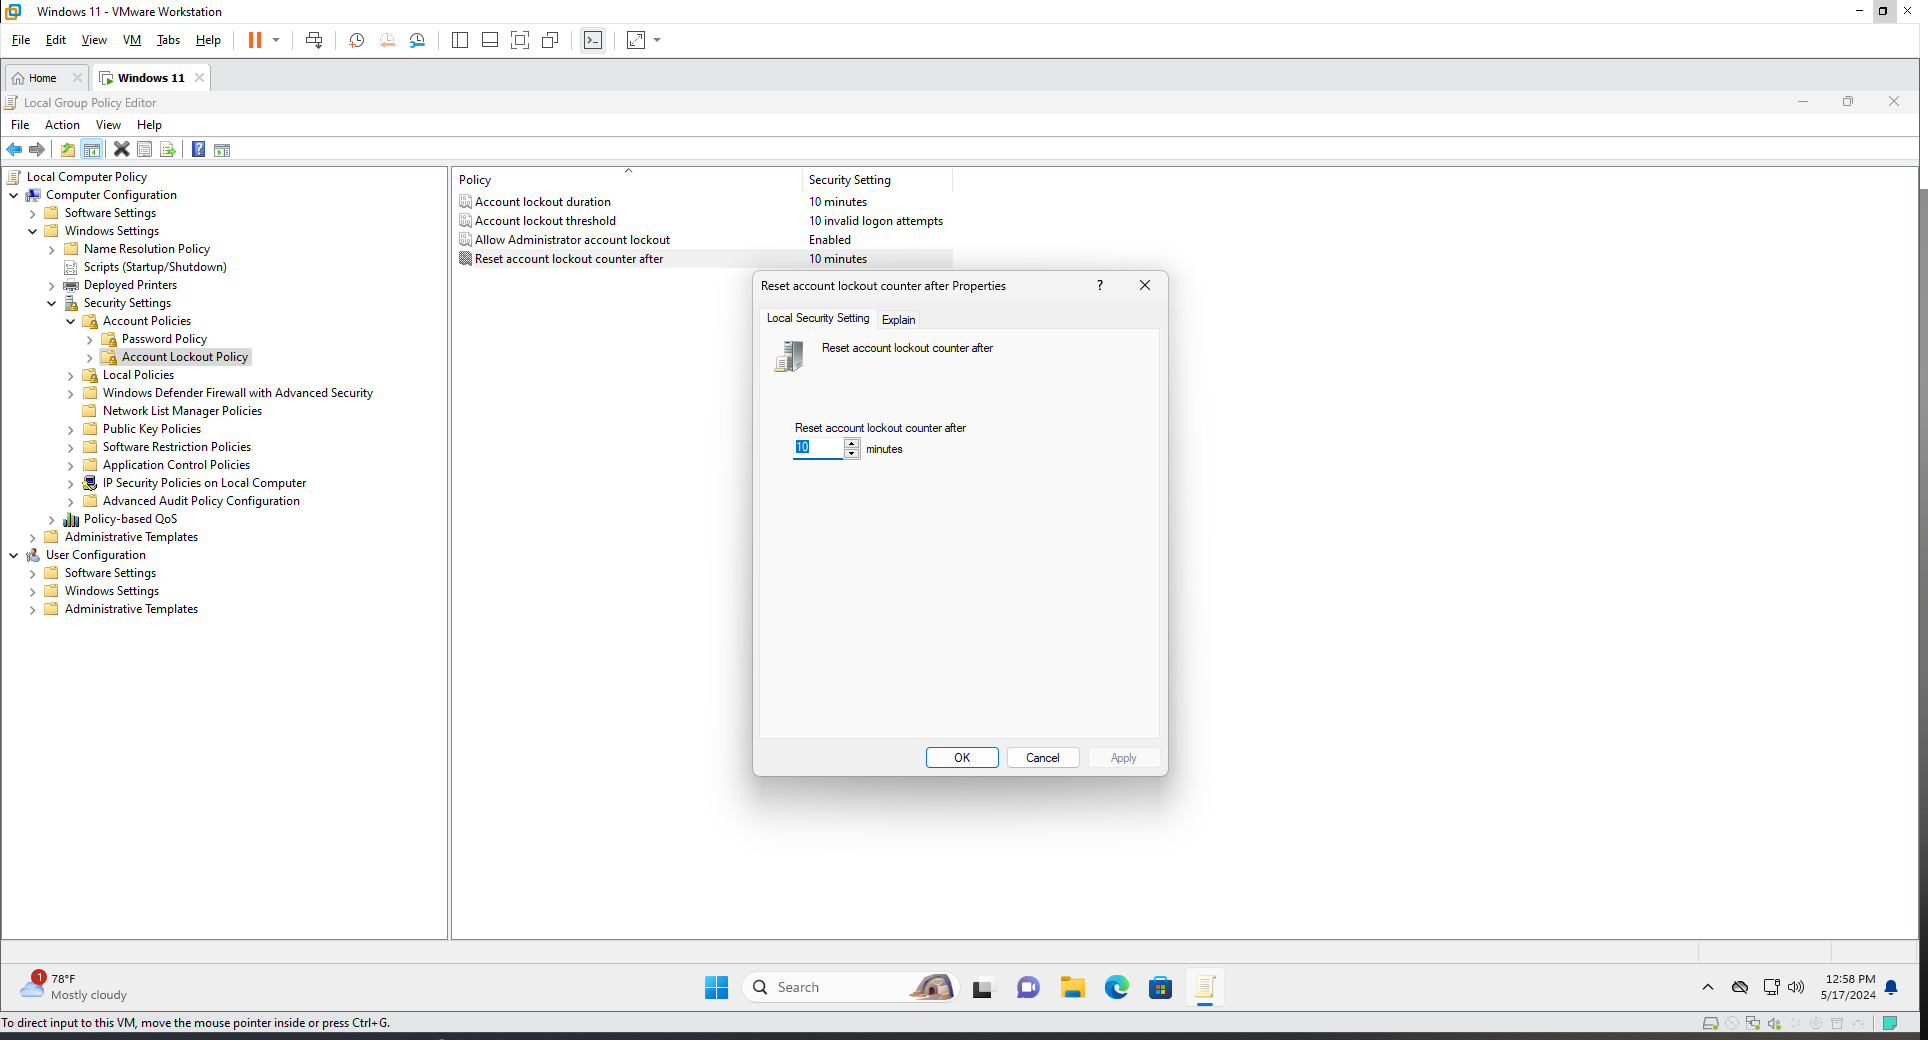 Windows 11 - VMware Workstation
File Edit View VM Tabs Help
Home Windows 11
Local Group Policy Editor
File Action View Help
Local Computer Policy
Computer Configuration
Software Settings
Windows Settings
Name Resolution Policy
Scripts (Startup/Shutdown)
Deployed Printers
Security Settings
Account Policies
Password Policy
Account Lockout Policy
Local Policies
Windows Defender Firewall with Advanced Security
Network List Manager Policies
Public Key Policies
Software Restriction Policies
Application Control Policies
IP Security Policies on Local Computer
Advanced Audit Policy Configuration
Policy-based QoS
Administrative Templates
User Configuration
Software Settings
Windows Settings
Administrative Templates
Policy Security Setting
Account lockout duration 10 minutes
Account lockout threshold 10 invalid logon attempts
Allow Administrator account lockout Enabled
Reset account lockout counter after 10 minutes
Reset account lockout counter after Properties ?
Local Security Setting Explain
Reset account lockout counter after
Reset account lockout counter after
10 minutes
OK Cancel Apply
1 78°F
Mostly cloudy
Search
12:58 PM
5/17/2024
To direct input to this VM, move the mouse pointer inside or press Ctrl+G.